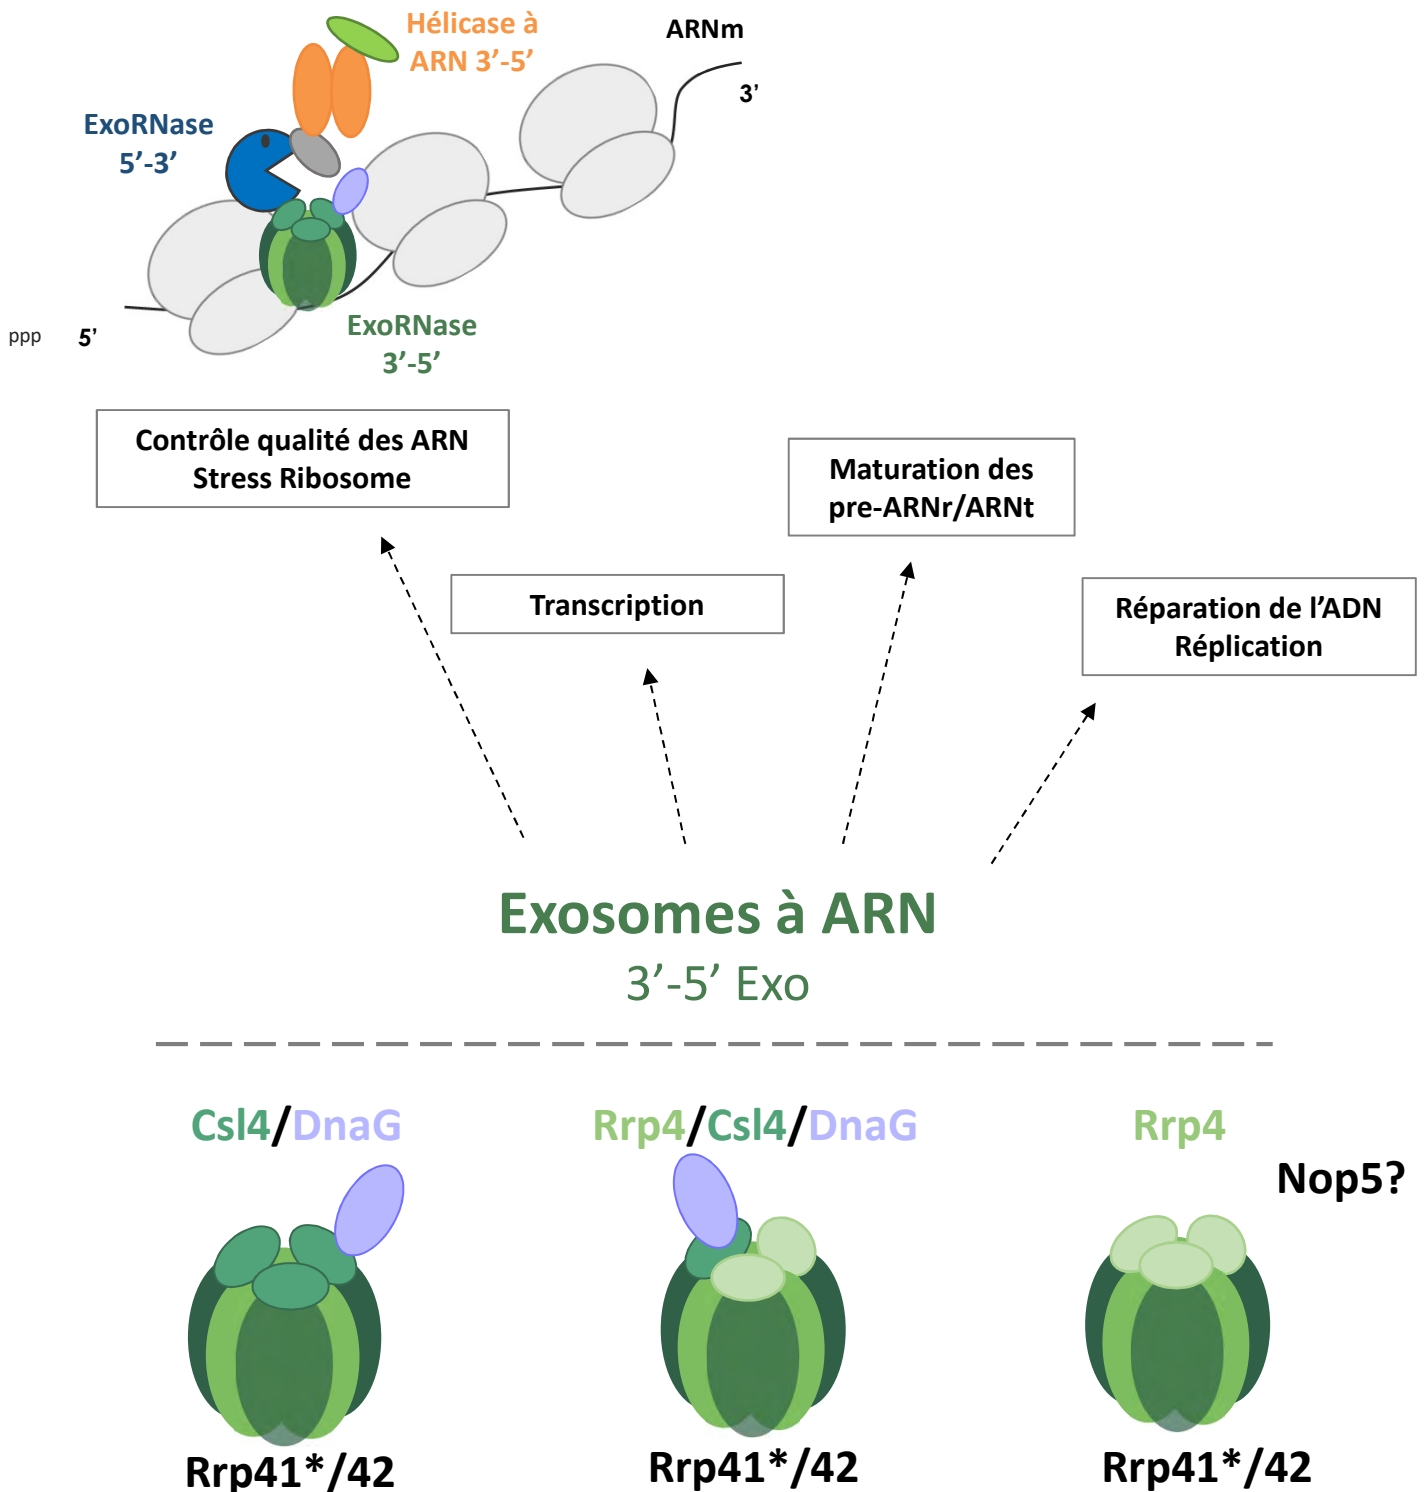 Hélicase à
ARN 3’-5’
ARNm
3’
ExoRNase
5’-3’
ppp 5’
ExoRNase
3’-5’
Contrôle qualité des ARN
Stress Ribosome
Maturation des
pre-ARNr/ARNt
Transcription
Réparation de l’ADN
Réplication
Exosomes à ARN
3’-5’ Exo
Csl4/DnaG
Rrp4/Csl4/DnaG
Rrp4
Nop5?
Rrp41*/42
Rrp41*/42
Rrp41*/42